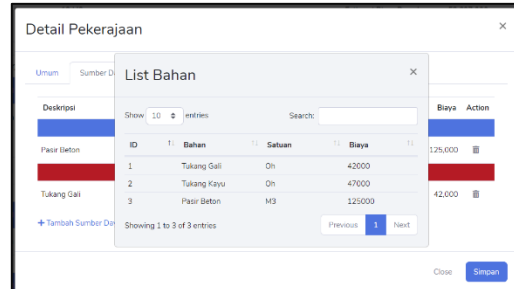 Detail Pekerajaan ×
Umum Sumber D
List Bahan ×
Deskripsi Biaya Action
Show 10 entries Search:
ID Bahan Satuan Biaya
Pasir Beton 125,000
1 Tukang Gali Oh 42000
2 Tukang Kayu Oh 47000
3 Pasir Beton M3 125000
Tukang Gali 42,000
+ Tambah Sumber Da
Showing 1 to 3 of 3 entries Previous 1 Next
Close Simpan